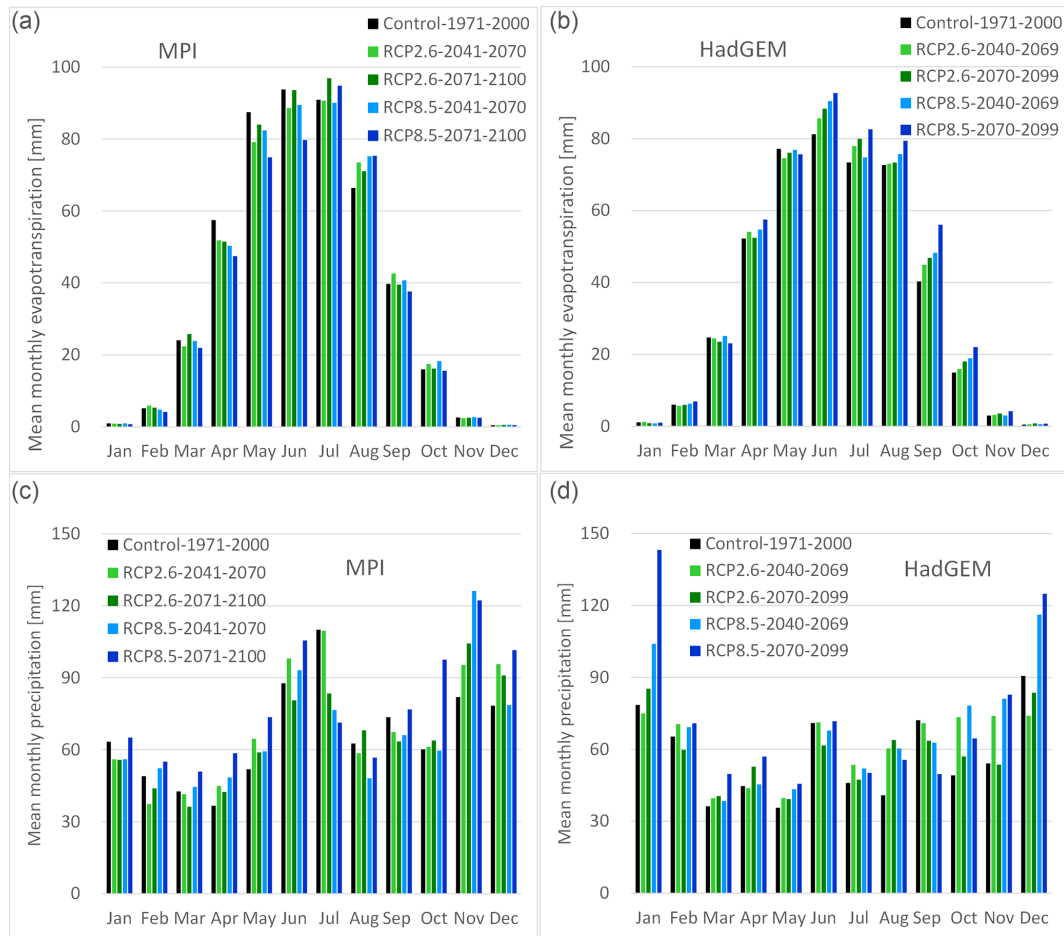 (a)
MPI
Control-1971-2000
RCP2.6-2041-2070
RCP2.6-2071-2100
RCP8.5-2041-2070
RCP8.5-2071-2100
Mean monthly evapotranspiration [mm]
100
80
60
40
20
0
Jan Feb Mar Apr May Jun Jul Aug Sep Oct Nov Dec
(b)
HadGEM
Control-1971-2000
RCP2.6-2040-2069
RCP2.6-2070-2099
RCP8.5-2040-2069
RCP8.5-2070-2099
Mean monthly evapotranspiration [mm]
100
80
60
40
20
0
Jan Feb Mar Apr May Jun Jul Aug Sep Oct Nov Dec
(c)
MPI
Control-1971-2000
RCP2.6-2041-2070
RCP2.6-2071-2100
RCP8.5-2041-2070
RCP8.5-2071-2100
Mean monthly precipitation [mm]
150
120
90
60
30
0
Jan Feb Mar Apr May Jun Jul Aug Sep Oct Nov Dec
(d)
HadGEM
Control-1971-2000
RCP2.6-2040-2069
RCP2.6-2070-2099
RCP8.5-2040-2069
RCP8.5-2070-2099
Mean monthly precipitation [mm]
150
120
90
60
30
0
Jan Feb Mar Apr May Jun Jul Aug Sep Oct Nov Dec